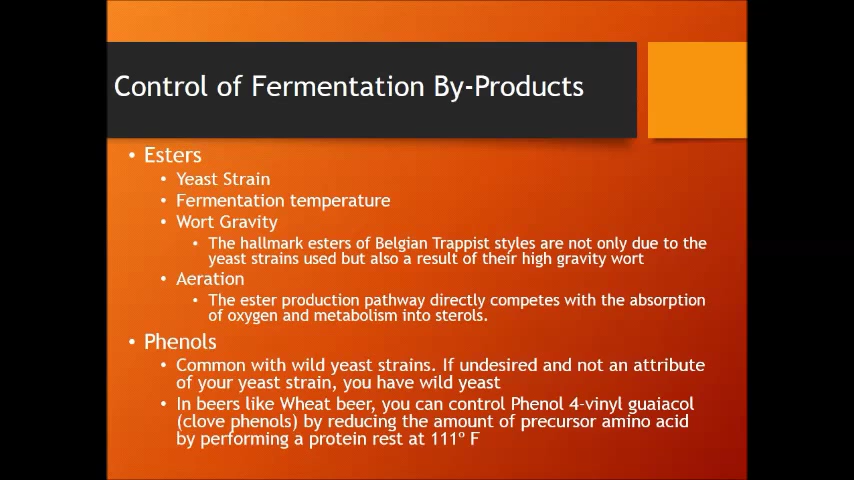 Control of Fermentation By-Products
• Esters
• Yeast Strain
• Fermentation temperature
• Wort Gravity
• The hallmark esters of Belgian Trappist styles are not only due to the
yeast strains used but also a result of their high gravity wort
• Aeration
• The ester production pathway directly competes with the absorption
of oxygen and metabolism into sterols.
• Phenols
• Common with wild yeast strains. If undesired and not an attribute
of your yeast strain, you have wild yeast
• In beers like Wheat beer, you can control Phenol 4-vinyl guaiacol
(clove phenols) by reducing the amount of precursor amino acid
by performing a protein rest at 111° F